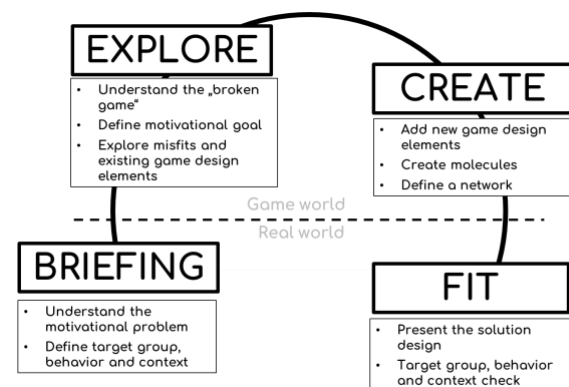 EXPLORE
• Understand the „broken
game“
• Define motivational goal
• Explore misfits and
existing game design
elements
CREATE
• Add new game design
elements
• Create molecules
• Define a network
Game world
Real world
BRIEFING
• Understand the
motivational problem
• Define target group,
behavior and context
FIT
• Present the solution
design
• Target group, behavior
and context check